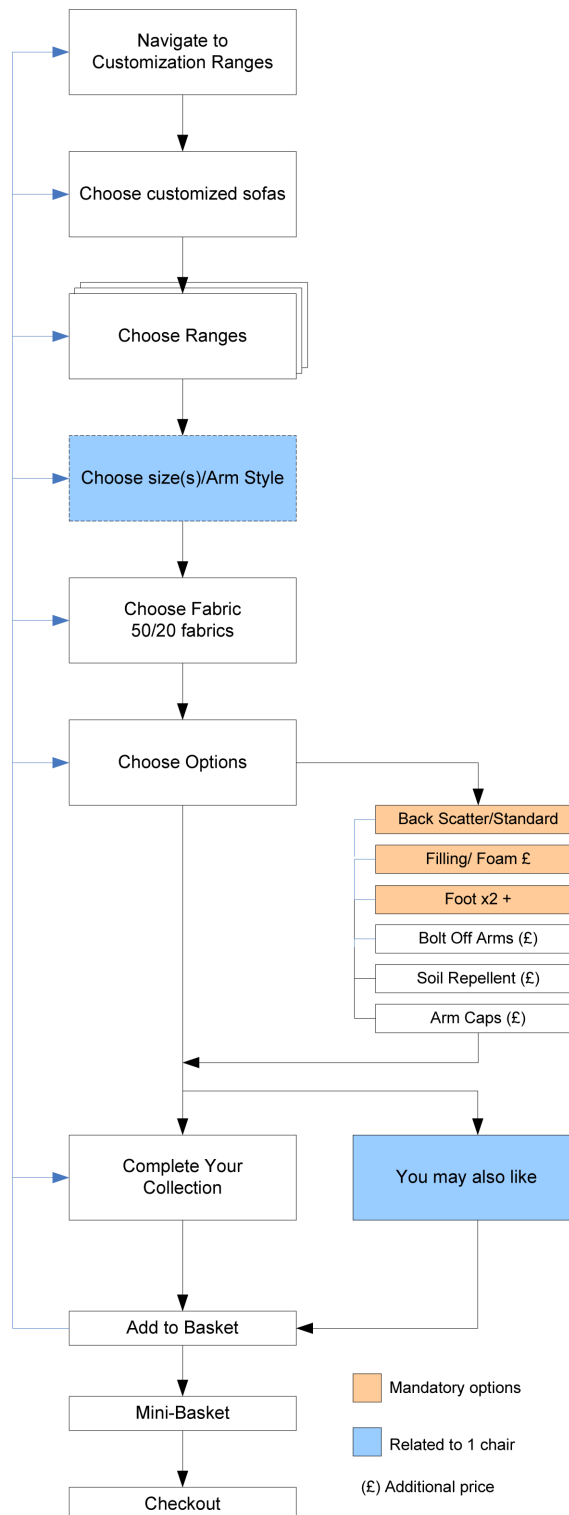 Navigate to
Customization Ranges
Choose customized sofas
Choose Ranges
Choose size(s)/Arm Style
Choose Fabric
50/20 fabrics
Choose Options
Back Scatter/Standard
Filling/ Foam £
Foot x2 +
Bolt Off Arms (£)
Soil Repellent (£)
Arm Caps (£)
Complete Your
Collection
You may also like
Add to Basket
Mini-Basket
Checkout
Mandatory options
Related to 1 chair
(£) Additional price